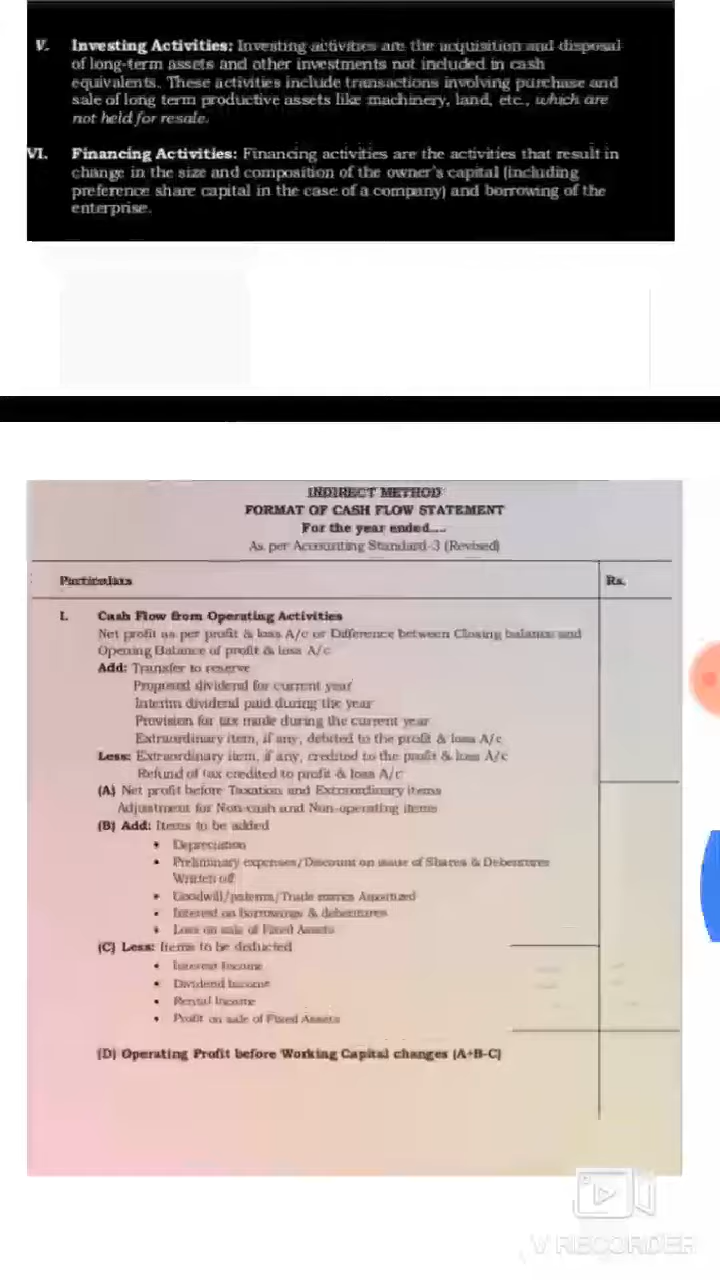 V. Investing Activities: Investing activities are the acquisition and disposal
of long-term assets and other investments not included in cash
equivalents. These activities include transactions involving purchase and
sale of long term productive assets like machinery, land, etc., which are
not held for resale.
VI. Financing Activities: Financing activities are the activities that result in
change in the size and composition of the owner's capital (including
preference share capital in the case of a company) and borrowing of the
enterprise.
INDIRECT METHOD
FORMAT OF CASH FLOW STATEMENT
For the year ended....
As per Accounting Standard-3 (Revised)
Particulars Rs.
I. Cash Flow from Operating Activities
Net profit as per profit & loss A/c or Difference between Closing balance and
Opening Balance of profit & loss A/c
Add: Transfer to reserve
Proposed dividend for current year
Interim dividend paid during the year
Provision for tax made during the current year
Extraordinary item, if any, debited to the profit & loss A/c
Less: Extraordinary item, if any, credited to the profit & loss A/c
Refund of tax credited to profit & loss A/c
(A) Net profit before Taxation and Extraordinary items
Adjustment for Non-cash and Non-operating items
(B) Add: Items to be added
• Depreciation
• Preliminary expenses/Discount on issue of Shares & Debentures
Written off
• Goodwill/patents/Trade marks Amortized
• Interest on borrowings & debentures
• Loss on sale of Fixed Assets
(C) Less: Items to be deducted
• Interest Income
• Dividend Income
• Rental Income
• Profit on sale of Fixed Assets
(D) Operating Profit before Working Capital changes (A+B-C)
V RECORDER